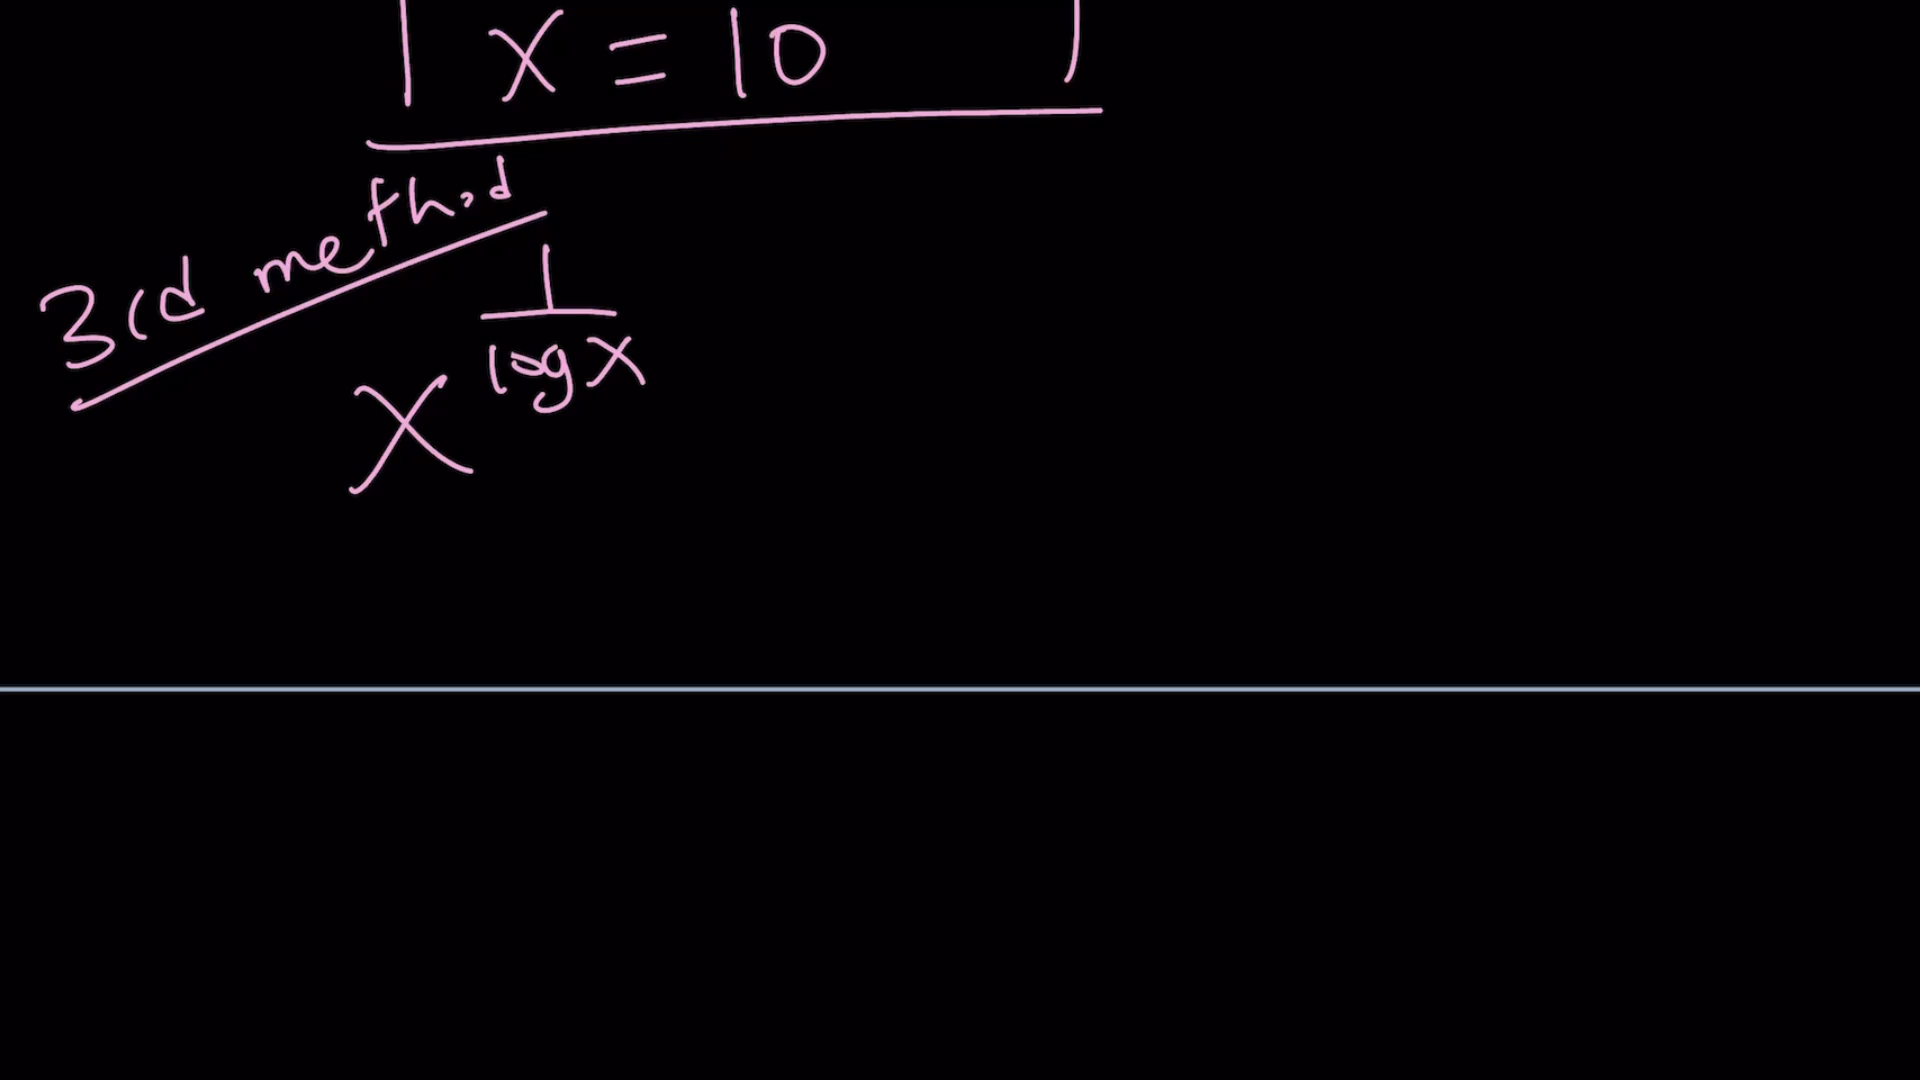 x = 10
3rd method
x^(1/log x)